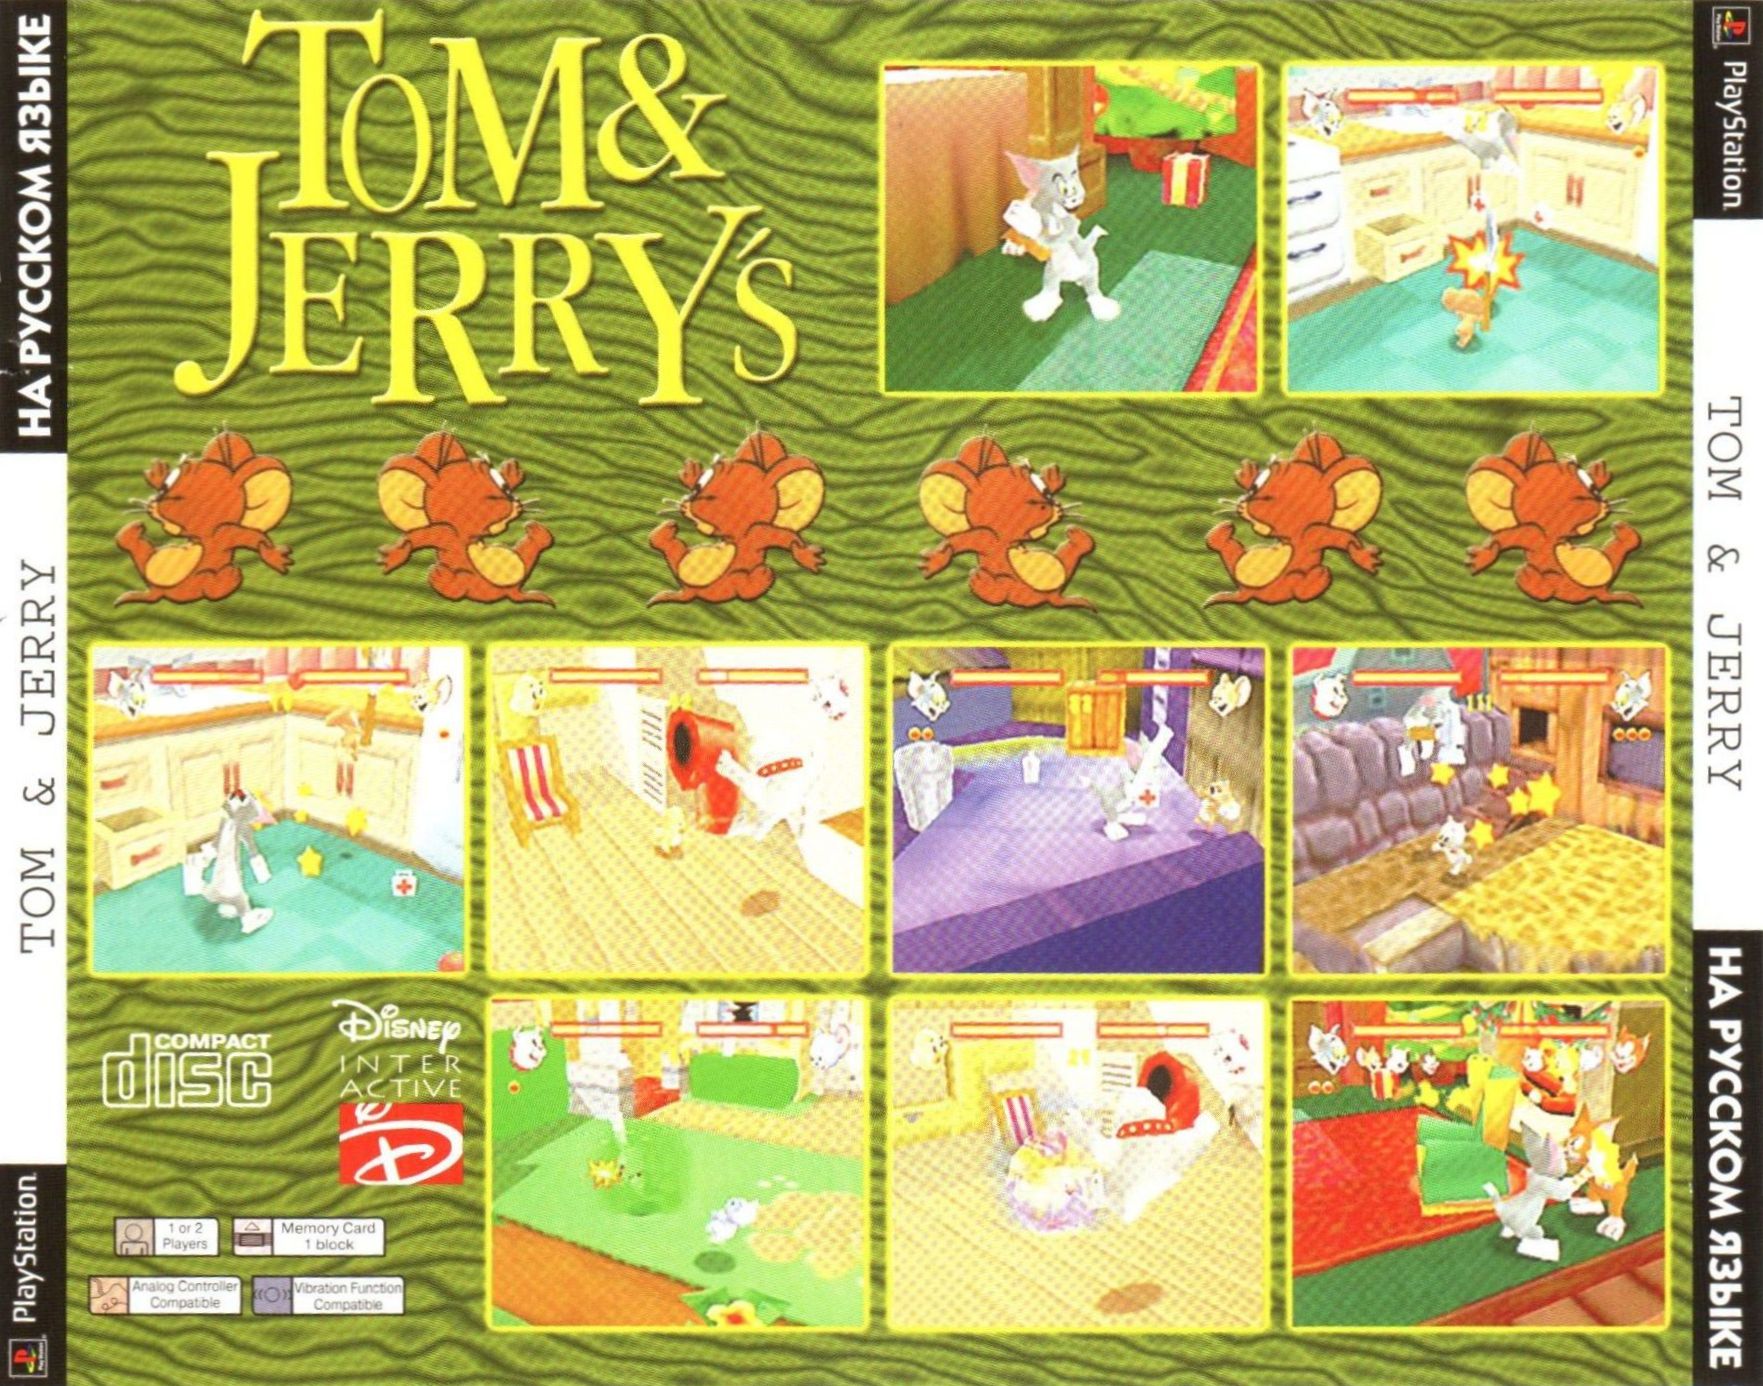 НА РУССКОМ ЯЗЫКЕ
TOM & JERRY
PlayStation
TOM &
JERRY'S
COMPACT
disc
DISNEY
INTER
ACTIVE
D
1 or 2
Players
Memory Card
1 block
Analog Controller
Compatible
Vibration Function
Compatible
PlayStation
TOM & JERRY
НА РУССКОМ ЯЗЫКЕ